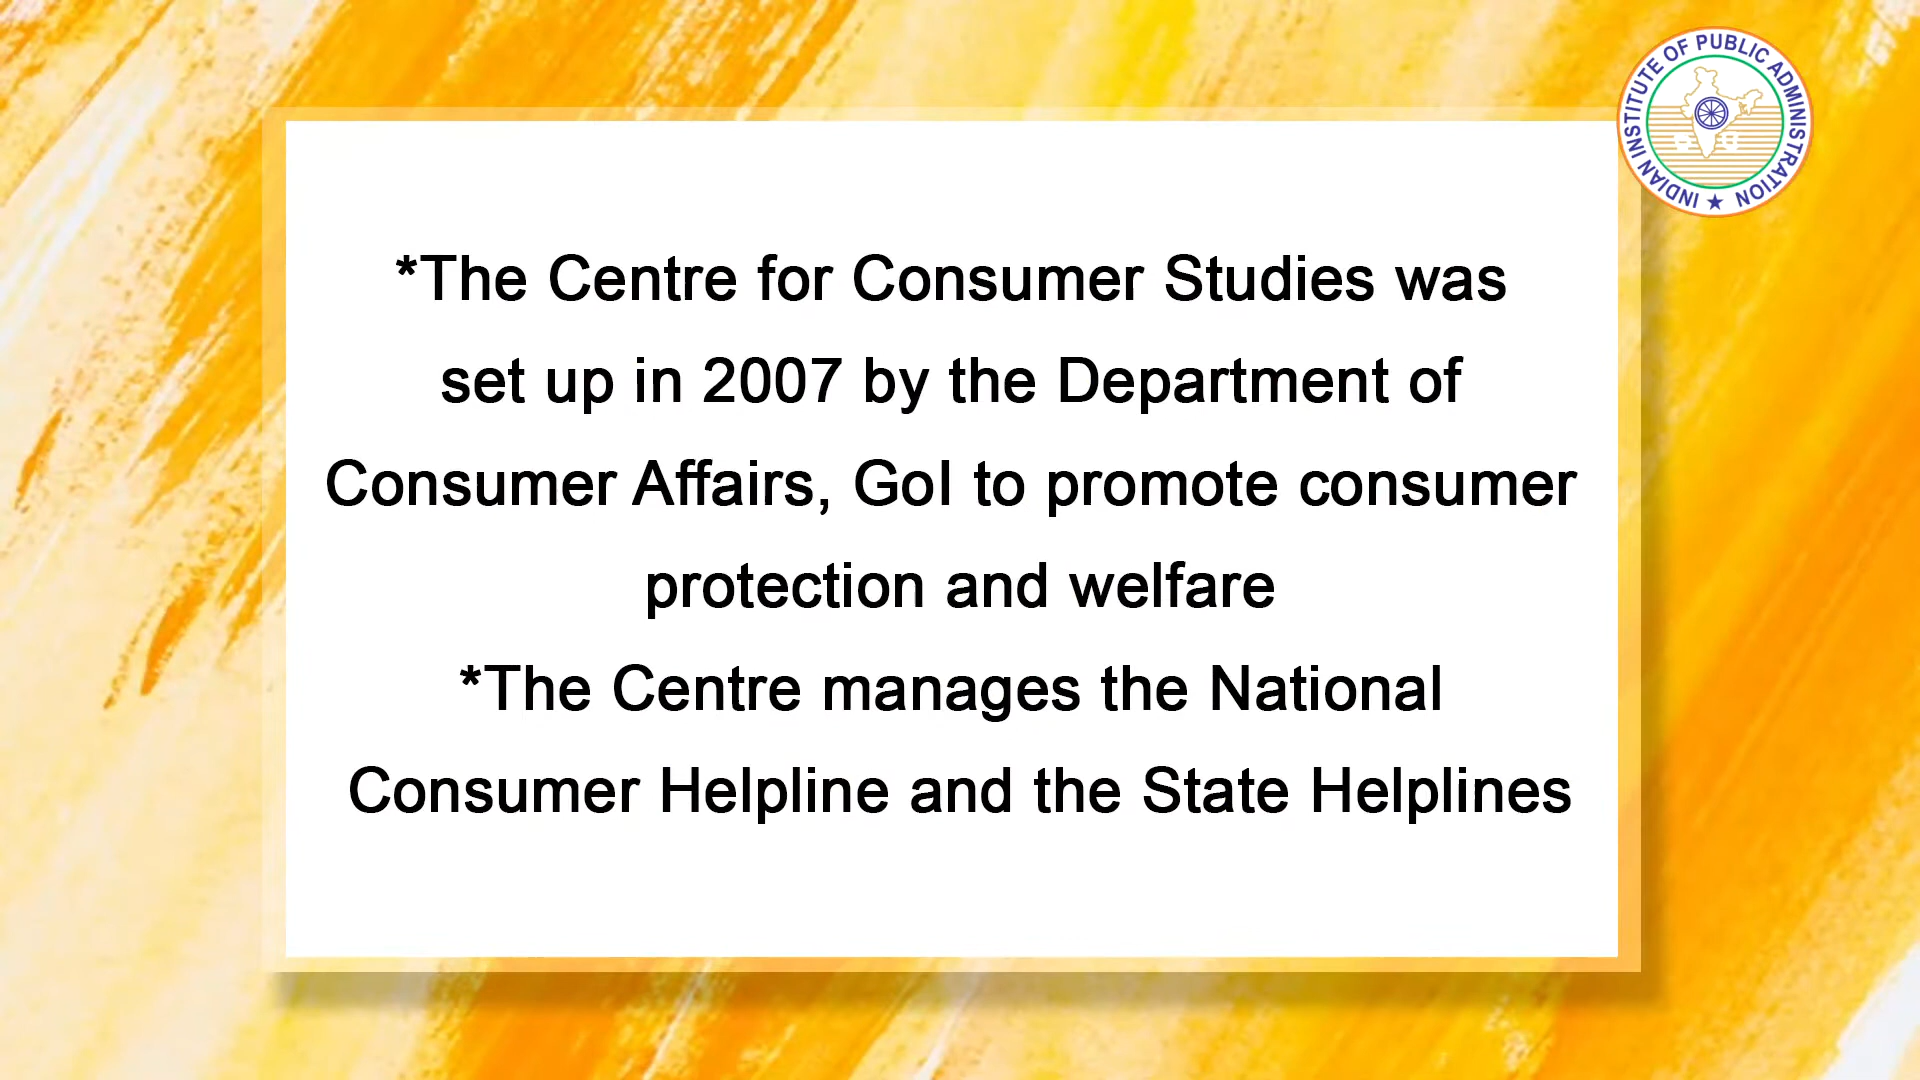 INDIAN INSTITUTE OF PUBLIC ADMINISTRATION
*The Centre for Consumer Studies was
set up in 2007 by the Department of
Consumer Affairs, GoI to promote consumer
protection and welfare
*The Centre manages the National
Consumer Helpline and the State Helplines